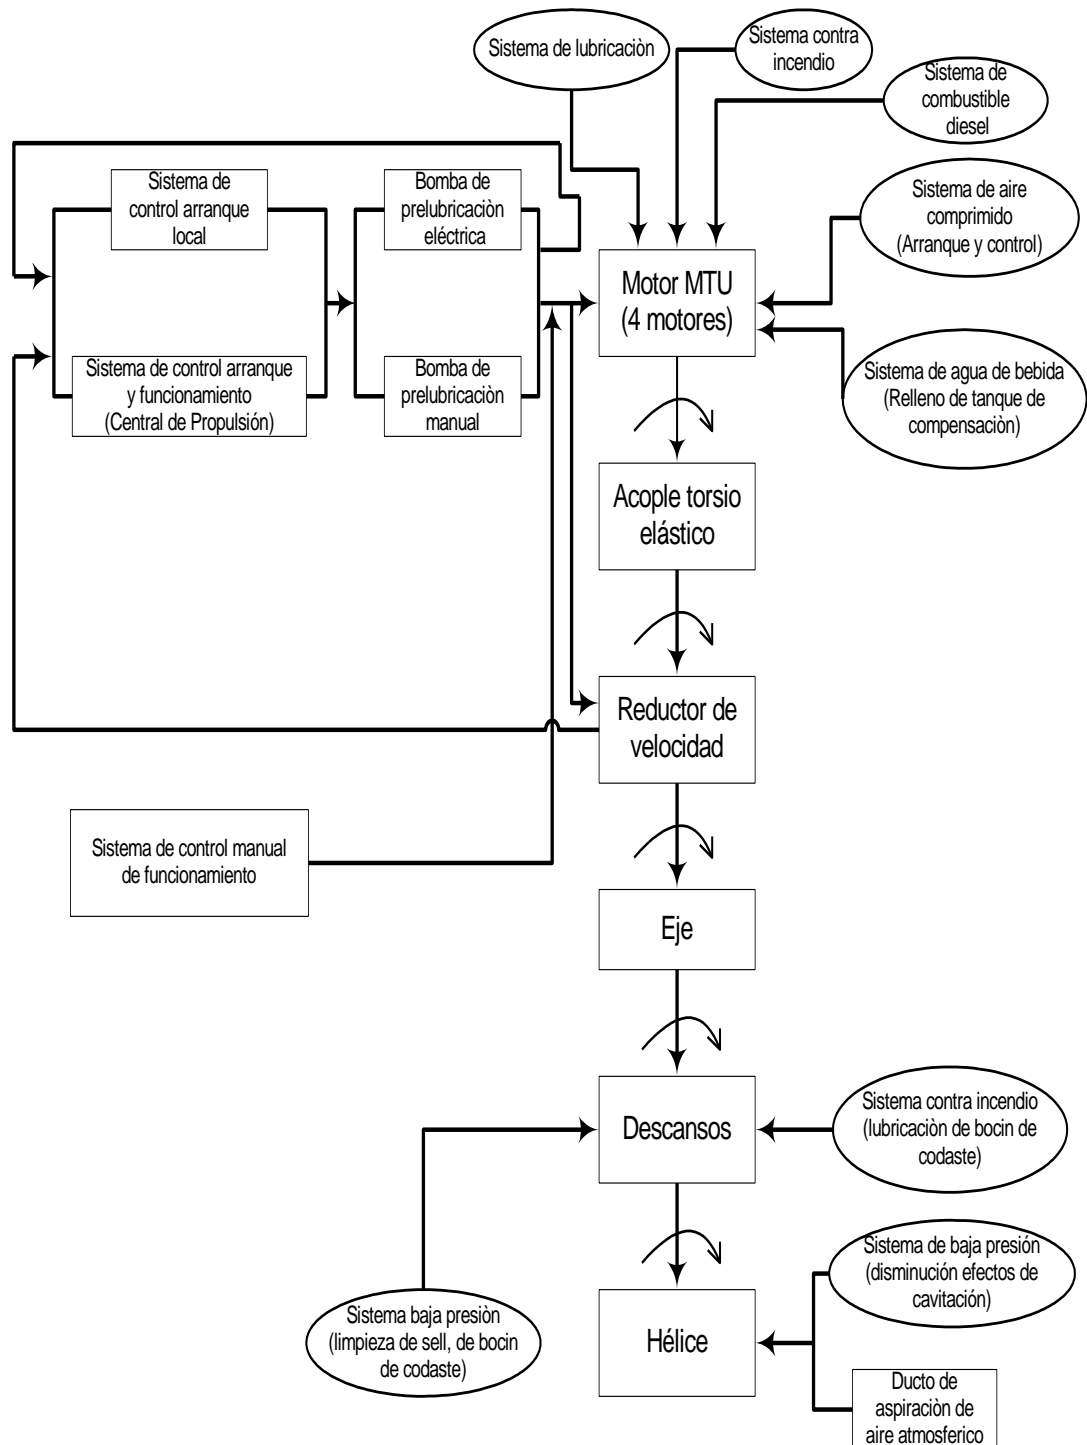 Sistema de lubricaciòn
Sistema contra
incendio
Sistema de
combustible
diesel
Sistema de
control arranque
local
Bomba de
prelubricaciòn
eléctrica
Sistema de aire
comprimido
(Arranque y control)
Motor MTU
(4 motores)
Sistema de control arranque
y funcionamiento
(Central de Propulsión)
Bomba de
prelubricaciòn
manual
Sistema de agua de bebida
(Relleno de tanque de
compensaciòn)
Acople torsio
elástico
Reductor de
velocidad
Sistema de control manual
de funcionamiento
Eje
Descansos
Sistema contra incendio
(lubricaciòn de bocin de
codaste)
Sistema de baja presión
(disminución efectos de
cavitación)
Sistema baja presiòn
(limpieza de sell, de bocin
de codaste)
Hélice
Ducto de
aspiraciòn de
aire atmosferico